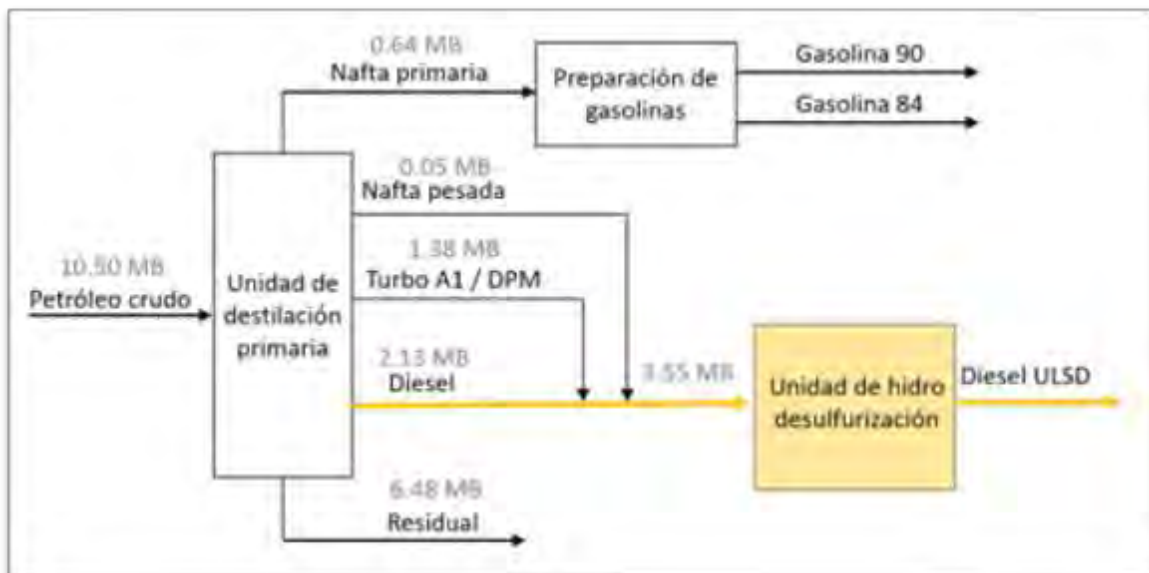 0.64 MB
Nafta primaria
Preparación de
gasolinas
Gasolina 90
Gasolina 84
0.05 MB
Nafta pesada
1.38 MB
Turbo A1 / DPM
10.50 MB
Petróleo crudo
Unidad de
destilación
primaria
2.13 MB
Diesel
3.55 MB
Unidad de hidro
desulfurización
Diesel ULSD
6.48 MB
Residual